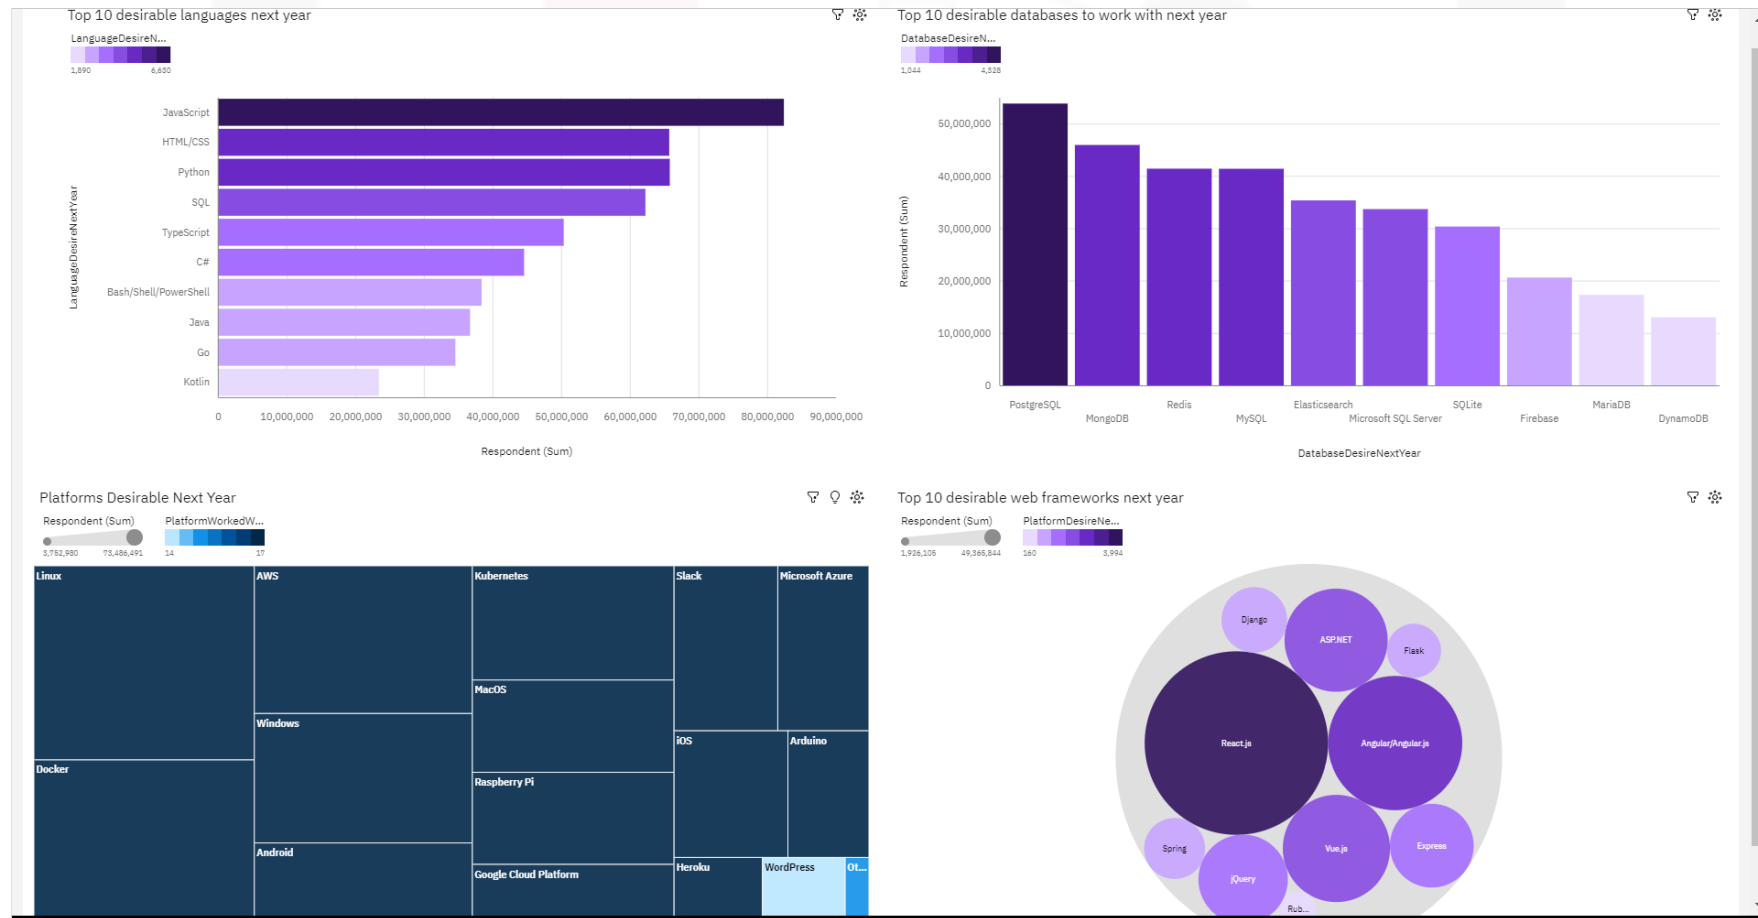 Top 10 desirable languages next year
LanguageDesireN...
1,890 6,630
JavaScript
HTML/CSS
Python
SQL
TypeScript
C#
Bash/Shell/PowerShell
Java
Go
Kotlin
LanguageDesireNextYear
0 10,000,000 20,000,000 30,000,000 40,000,000 50,000,000 60,000,000 70,000,000 80,000,000 90,000,000
Respondent (Sum)
Top 10 desirable databases to work with next year
DatabaseDesireN...
1,044 4,328
50,000,000
40,000,000
30,000,000
20,000,000
10,000,000
0
Respondent (Sum)
PostgreSQL
MongoDB
Redis
MySQL
Elasticsearch
Microsoft SQL Server
SQLite
Firebase
MariaDB
DynamoDB
DatabaseDesireNextYear
Platforms Desirable Next Year
Respondent (Sum)
3,752,980 73,486,491
PlatformWorkedW...
14 17
Linux
Docker
AWS
Windows
Android
Kubernetes
MacOS
Raspberry Pi
Google Cloud Platform
Slack
Microsoft Azure
iOS
Arduino
Heroku
WordPress
Ot...
Top 10 desirable web frameworks next year
Respondent (Sum)
1,926,105 49,365,844
PlatformDesireNe...
160 3,994
Django
ASP.NET
Flask
React.js
Angular/Angular.js
Spring
jQuery
Vue.js
Express
Rub...